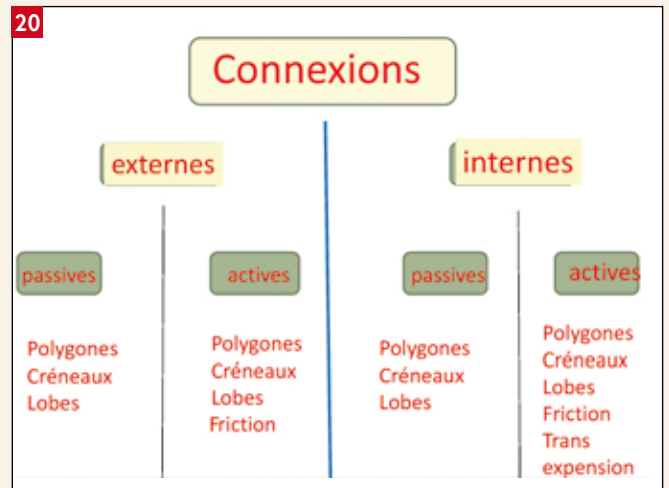 20
Connexions
externes
internes
passives
actives
passives
actives
Polygones
Créneaux
Lobes
Polygones
Créneaux
Lobes
Friction
Polygones
Créneaux
Lobes
Polygones
Créneaux
Lobes
Friction
Trans
expension